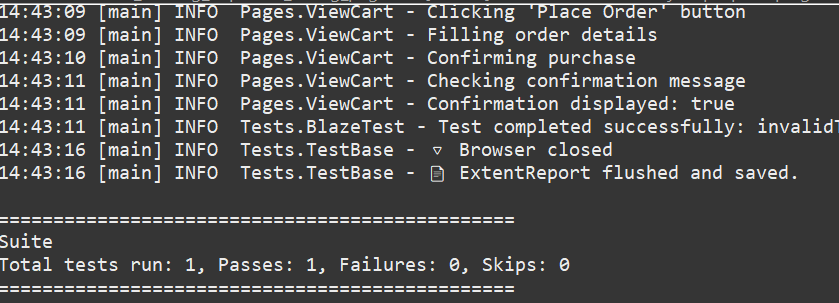 14:43:09 [main] INFO  Pages.ViewCart - Clicking 'Place Order' button
14:43:09 [main] INFO  Pages.ViewCart - Filling order details
14:43:10 [main] INFO  Pages.ViewCart - Confirming purchase
14:43:11 [main] INFO  Pages.ViewCart - Checking confirmation message
14:43:11 [main] INFO  Pages.ViewCart - Confirmation displayed: true
14:43:11 [main] INFO  Tests.BlazeTest - Test completed successfully: invalidT
14:43:16 [main] INFO  Tests.TestBase - ▿ Browser closed
14:43:16 [main] INFO  Tests.TestBase - 📄 ExtentReport flushed and saved.
===============================================
Suite
Total tests run: 1, Passes: 1, Failures: 0, Skips: 0
===============================================